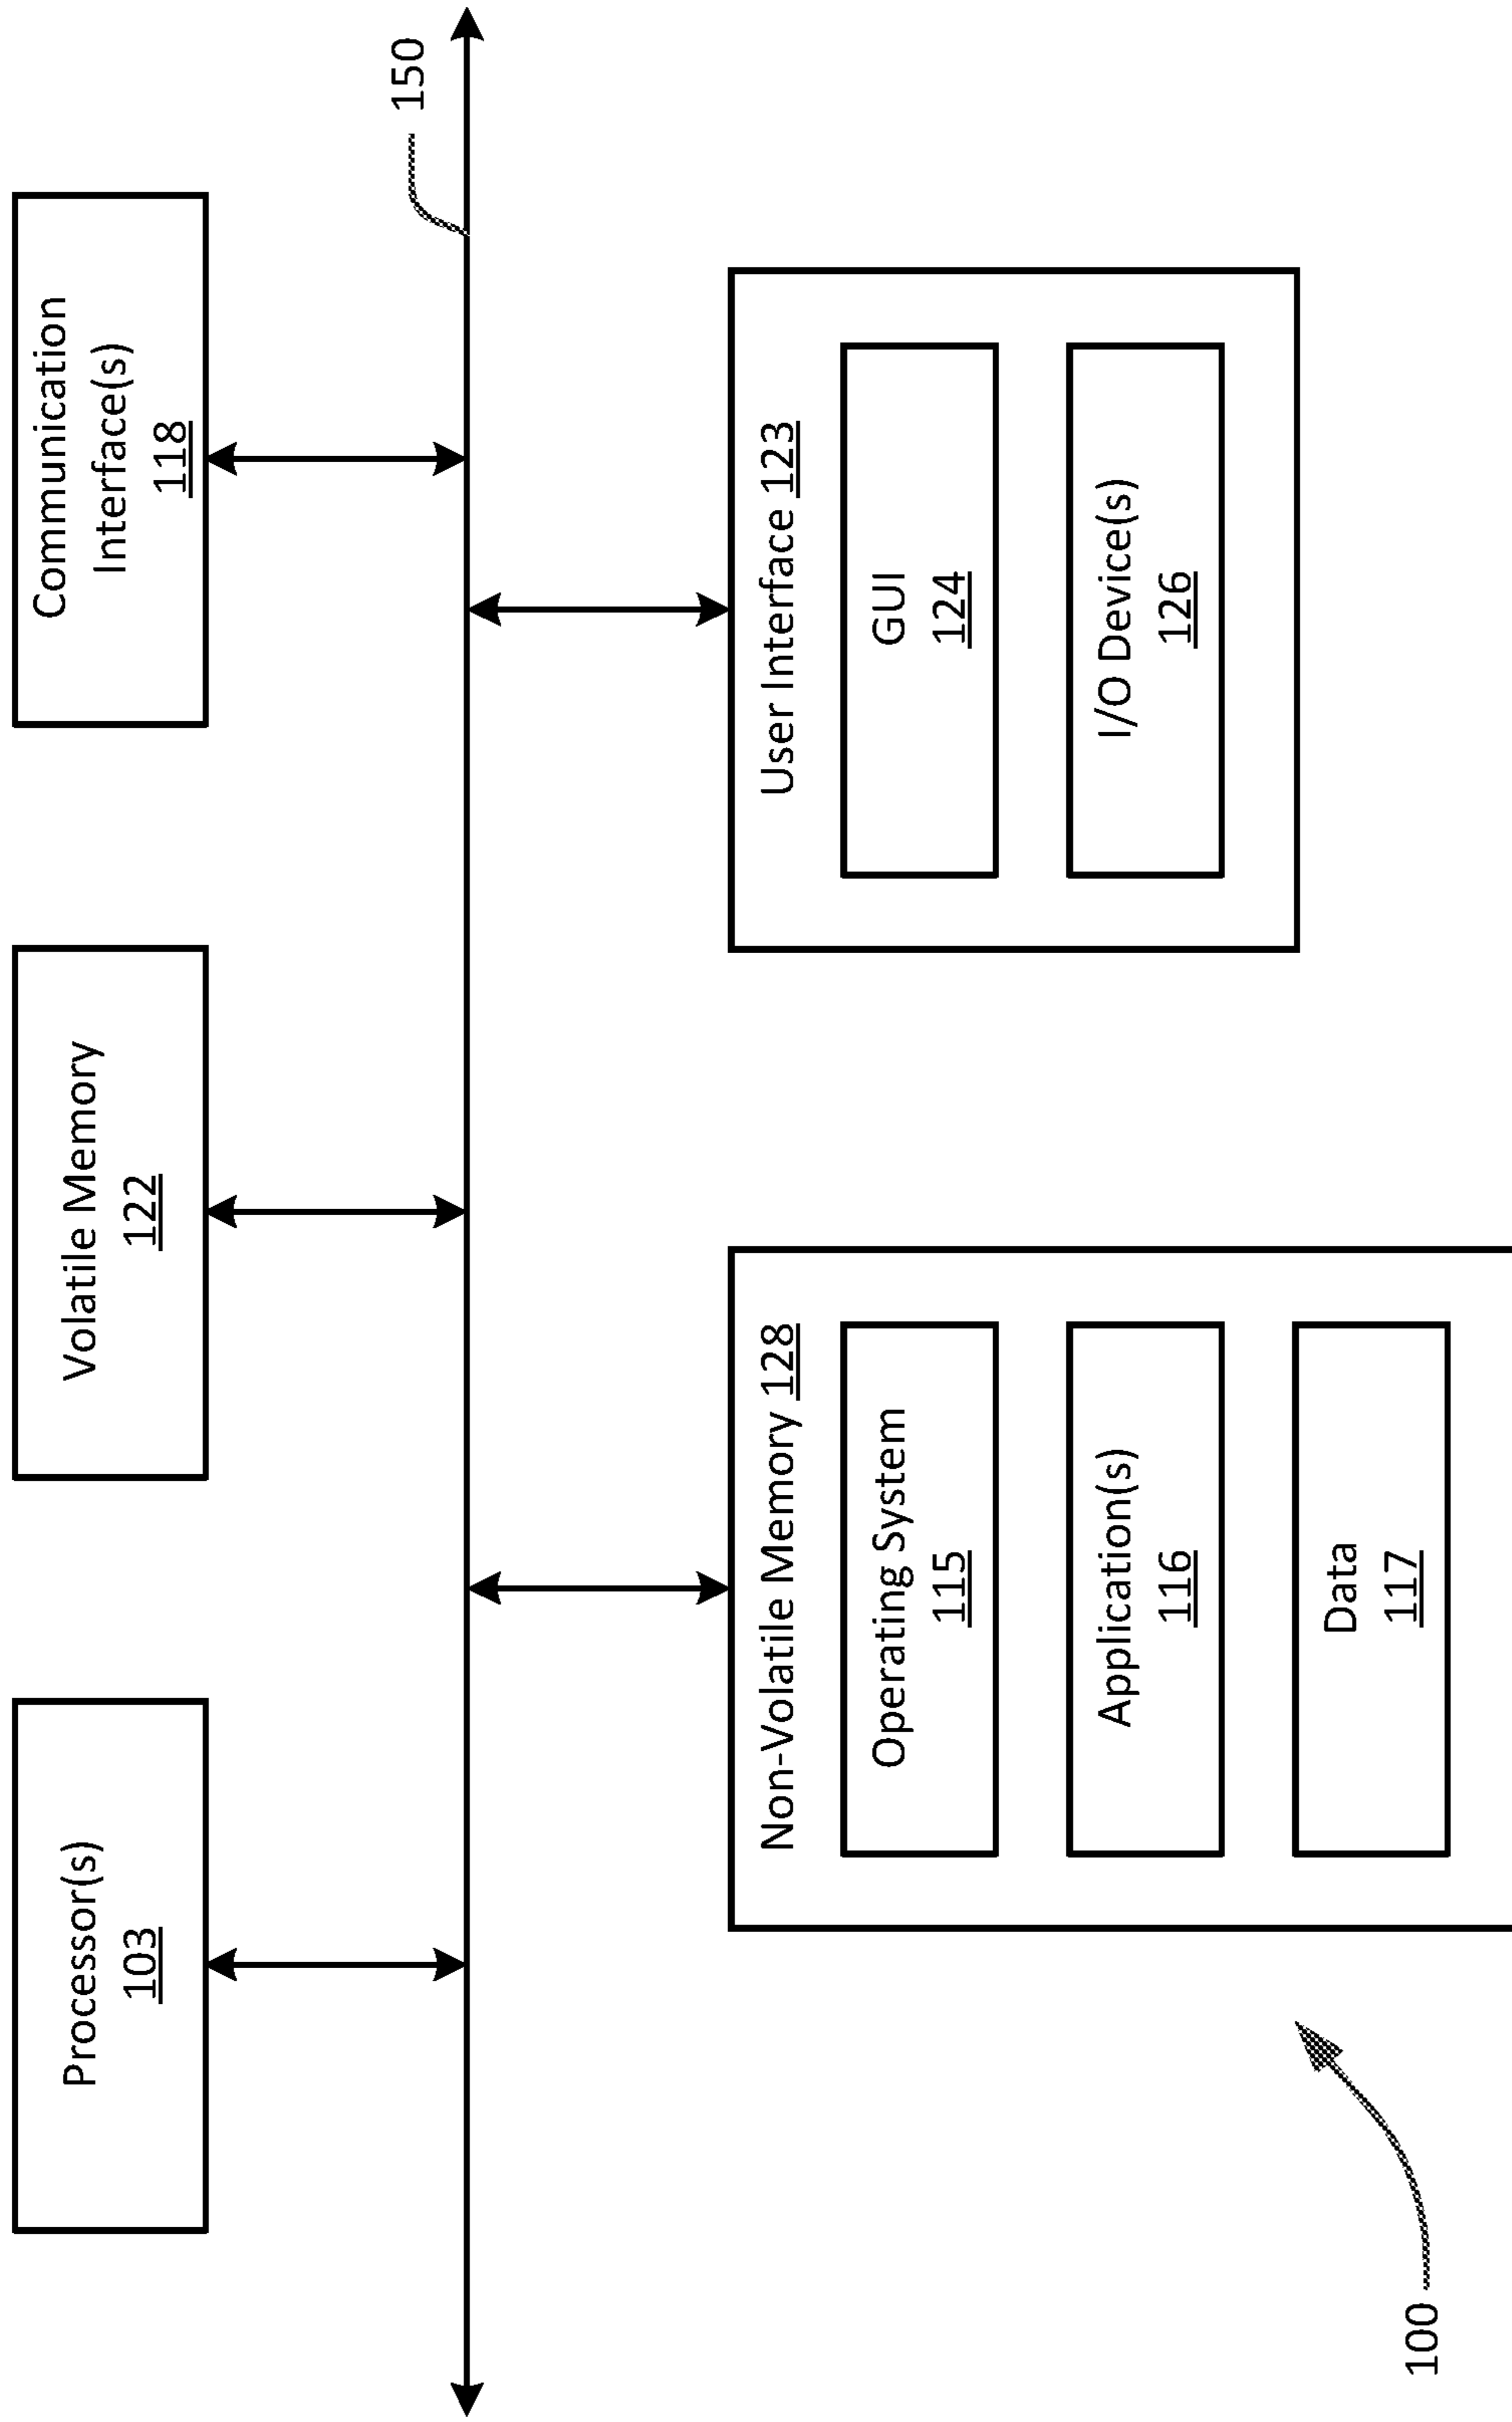 Processor(s)
103
Volatile Memory
122
Communication
Interface(s)
118
150
Non-Volatile Memory 128
Operating System
115
Application(s)
116
Data
117
User Interface 123
GUI
124
I/O Device(s)
126
100